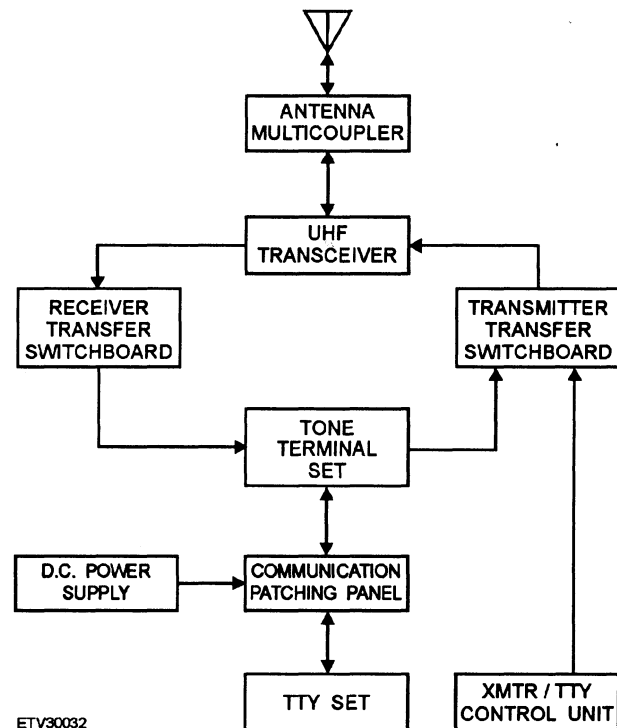 ANTENNA
MULTICOUPLER
UHF
TRANSCEIVER
RECEIVER
TRANSFER
SWITCHBOARD
TRANSMITTER
TRANSFER
SWITCHBOARD
TONE
TERMINAL
SET
D.C. POWER
SUPPLY
COMMUNICATION
PATCHING PANEL
TTY SET
XMTR / TTY
CONTROL UNIT
ETV30032